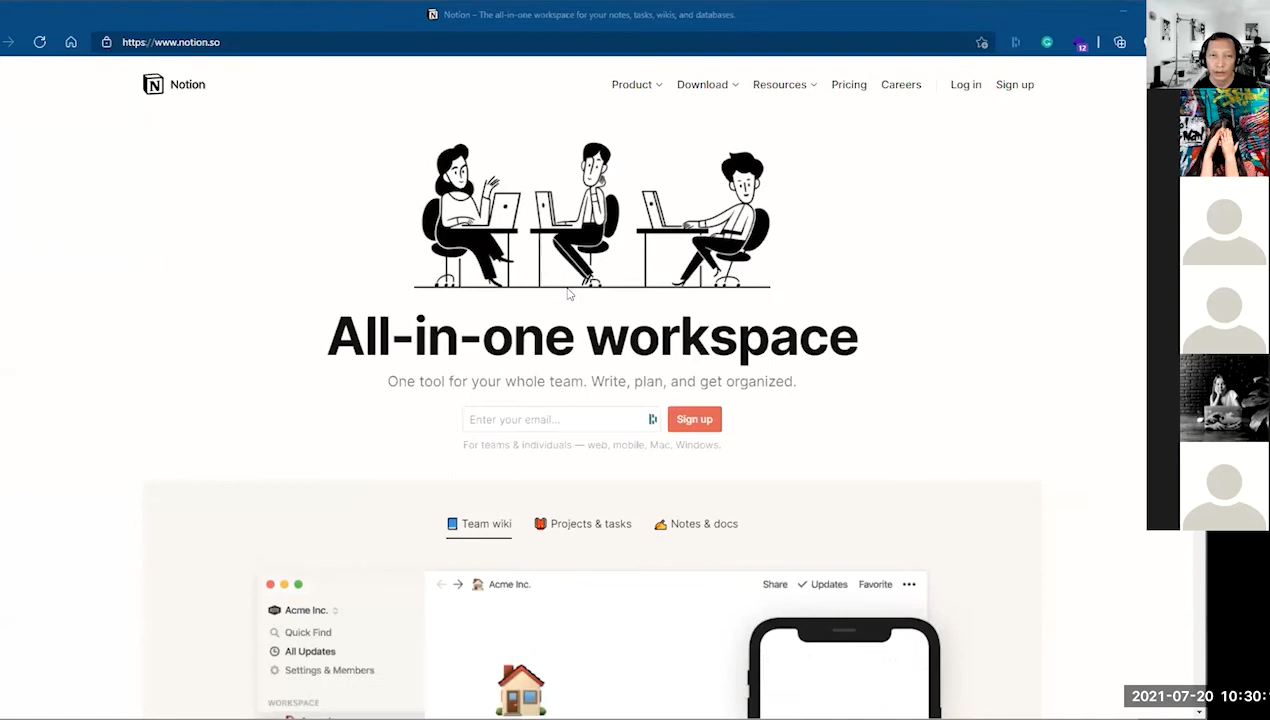 Notion – The all-in-one workspace for your notes, tasks, wikis, and databases.
https://www.notion.so
12
Notion
Product Download Resources Pricing Careers Log in Sign up
All-in-one workspace
One tool for your whole team. Write, plan, and get organized.
Enter your email... Sign up
For teams & individuals — web, mobile, Mac, Windows.
Team wiki Projects & tasks Notes & docs
Acme Inc. Share Updates Favorite
Acme Inc.
Quick Find
All Updates
Settings & Members
WORKSPACE
2021-07-20 10:30: